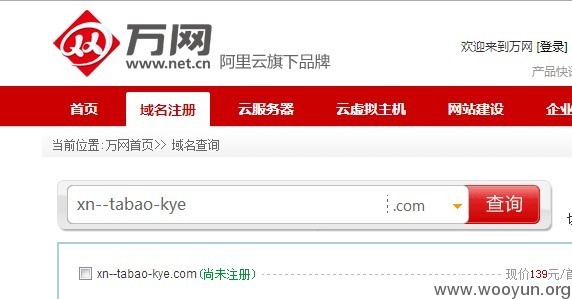 万网
www.net.cn 阿里云旗下品牌
欢迎来到万网 [登录]
产品快
首页 域名注册 云服务器 云虚拟主机 网站建设 企业
当前位置:万网首页>> 域名查询
xn--tabao-kye .com 查询
xn--tabao-kye.com (尚未注册) 现价139元/首
www.wooyun.org